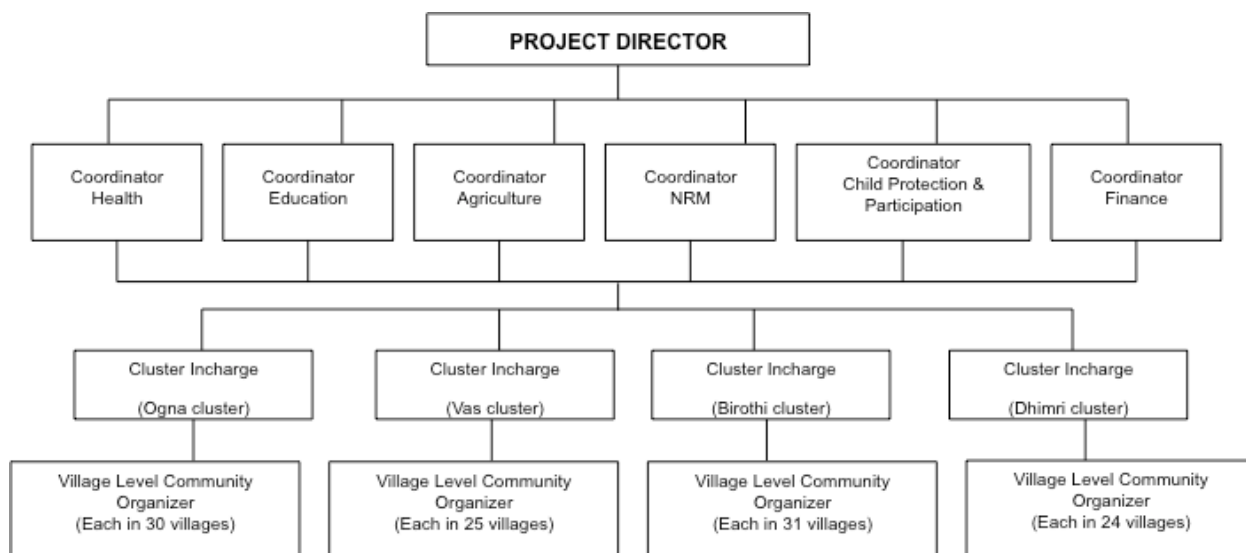 PROJECT DIRECTOR
Coordinator
Health
Coordinator
Education
Coordinator
Agriculture
Coordinator
NRM
Coordinator
Child Protection &
Participation
Coordinator
Finance
Cluster Incharge
(Ogna cluster)
Cluster Incharge
(Vas cluster)
Cluster Incharge
(Birothi cluster)
Cluster Incharge
(Dhimri cluster)
Village Level Community
Organizer
(Each in 30 villages)
Village Level Community
Organizer
(Each in 25 villages)
Village Level Community
Organizer
(Each in 31 villages)
Village Level Community
Organizer
(Each in 24 villages)